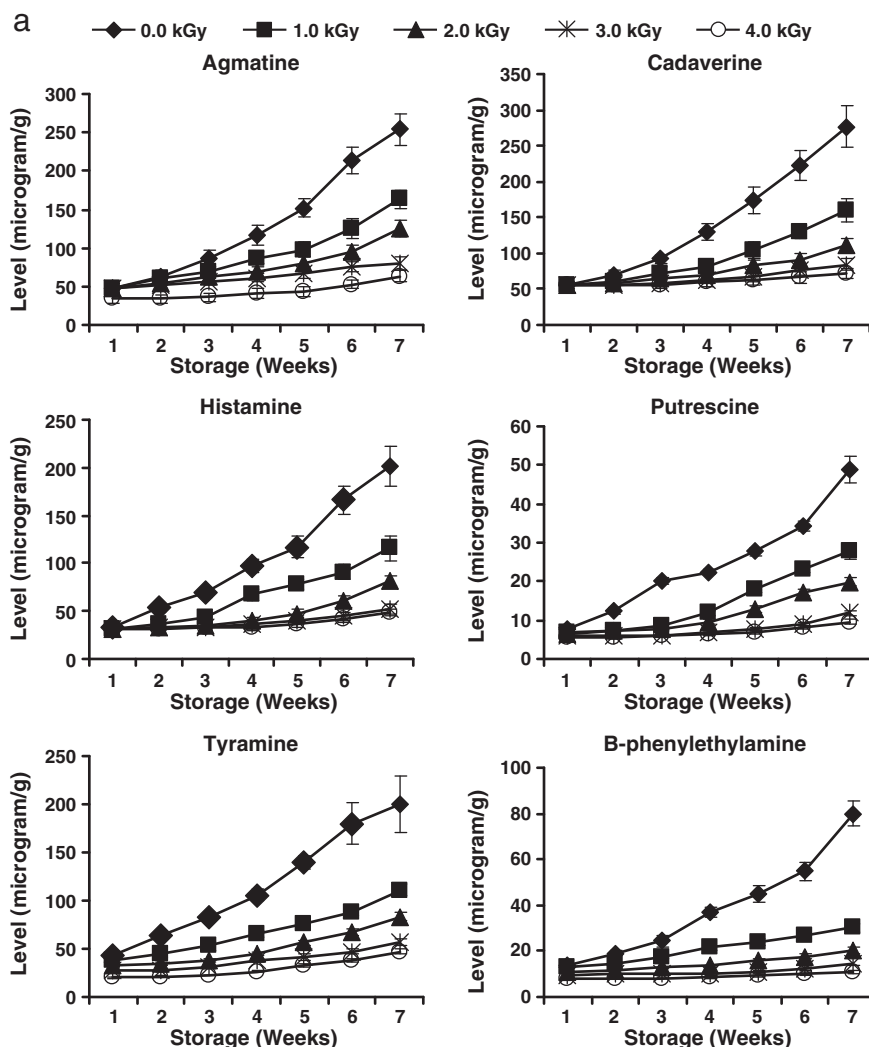 a
0.0 kGy 1.0 kGy 2.0 kGy 3.0 kGy 4.0 kGy
Agmatine
Level (microgram/g)
300
250
200
150
100
50
0
1 2 3 4 5 6 7
Storage (Weeks)
Cadaverine
Level (microgram/g)
350
300
250
200
150
100
50
0
1 2 3 4 5 6 7
Storage (Weeks)
Histamine
Level (microgram/g)
250
200
150
100
50
0
1 2 3 4 5 6 7
Storage (Weeks)
Putrescine
Level (microgram/g)
60
50
40
30
20
10
0
1 2 3 4 5 6 7
Storage (Weeks)
Tyramine
Level (microgram/g)
250
200
150
100
50
0
1 2 3 4 5 6 7
Storage (Weeks)
B-phenylethylamine
Level (microgram/g)
100
80
60
40
20
0
1 2 3 4 5 6 7
Storage (Weeks)